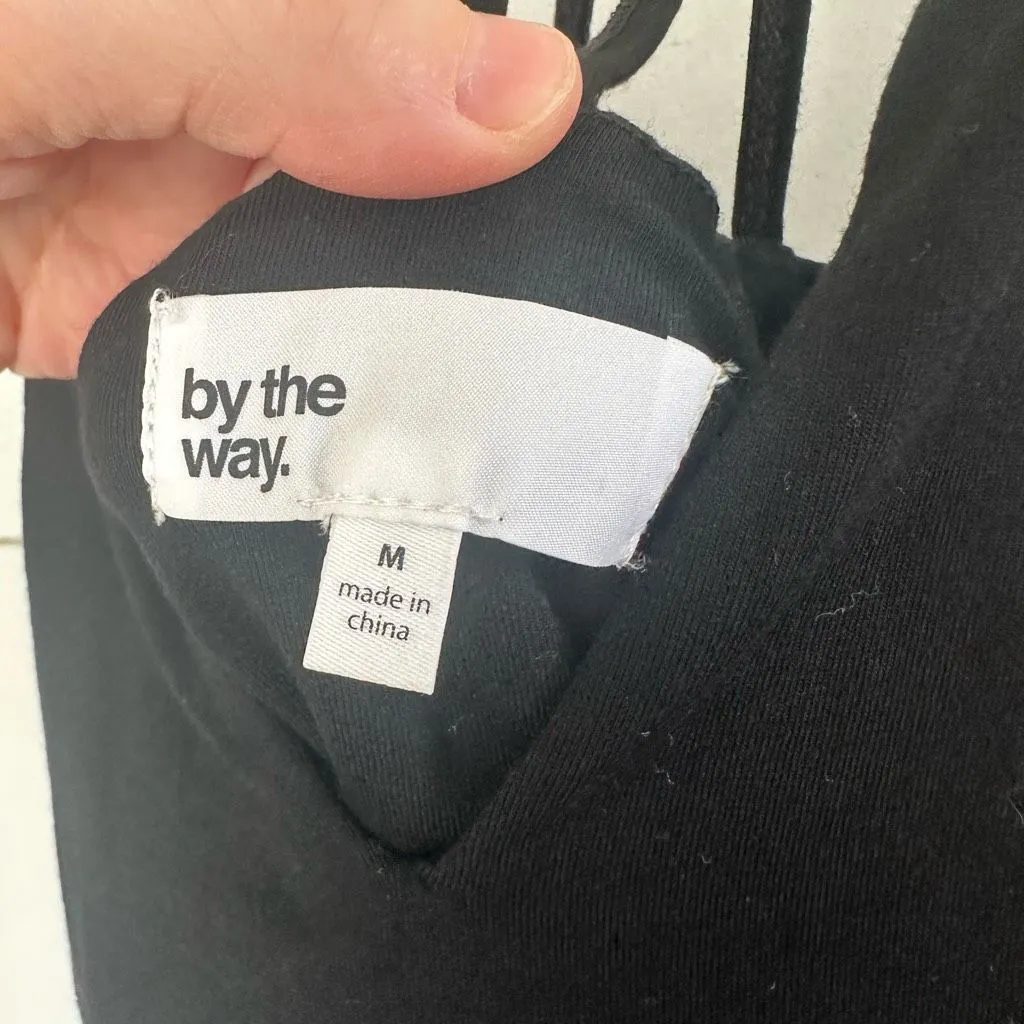 by the
way.
M
made in
china